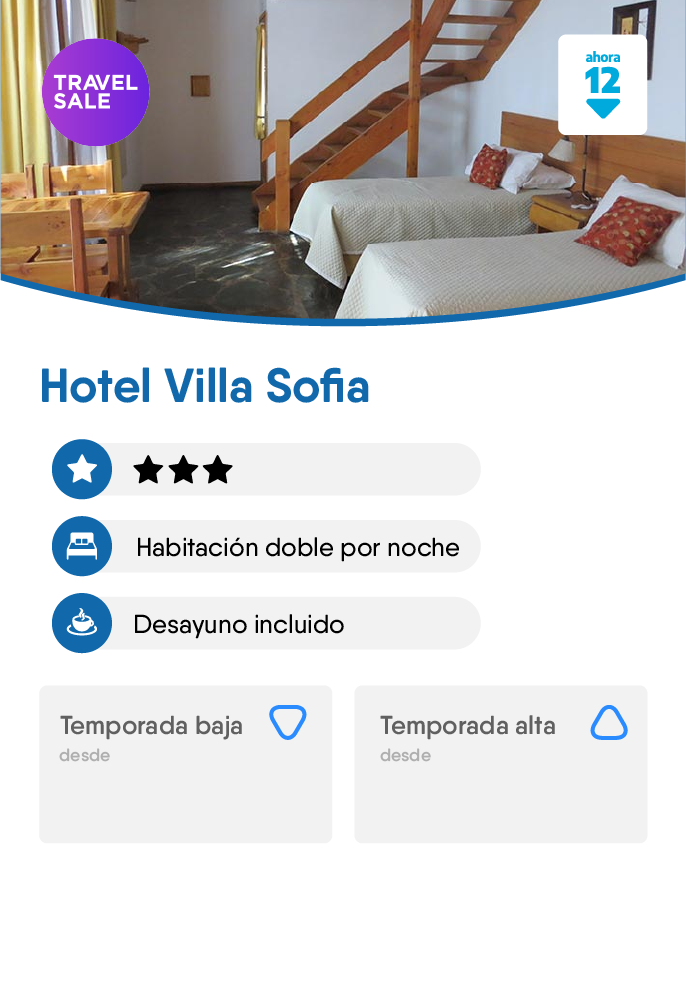 TRAVEL
SALE
ahora
12
Hotel Villa Sofia
Habitación doble por noche
Desayuno incluido
Temporada baja
desde
Temporada alta
desde